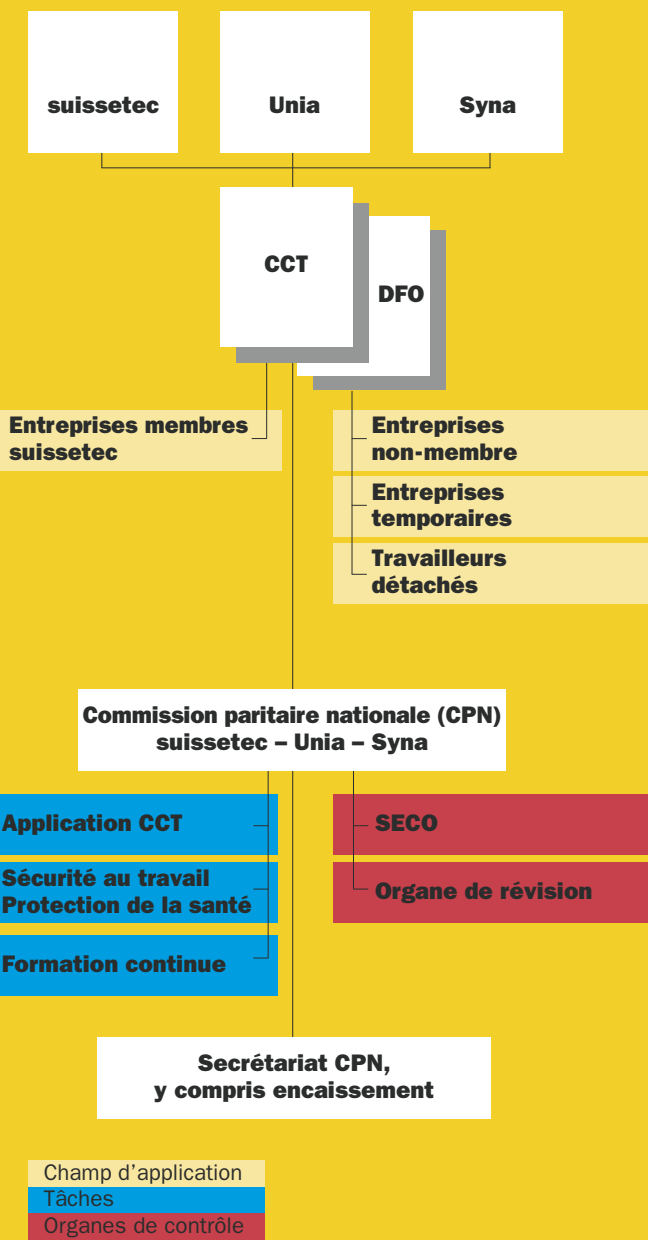 suissetec
Unia
Syna
CCT
DFO
Entreprises membres
suissetec
Entreprises
non-membre
Entreprises
temporaires
Travailleurs
détachés
Commission paritaire nationale (CPN)
suissetec – Unia – Syna
Application CCT
Sécurité au travail
Protection de la santé
Formation continue
SECO
Organe de révision
Secrétariat CPN,
y compris encaissement
Champ d’application
Tâches
Organes de contrôle